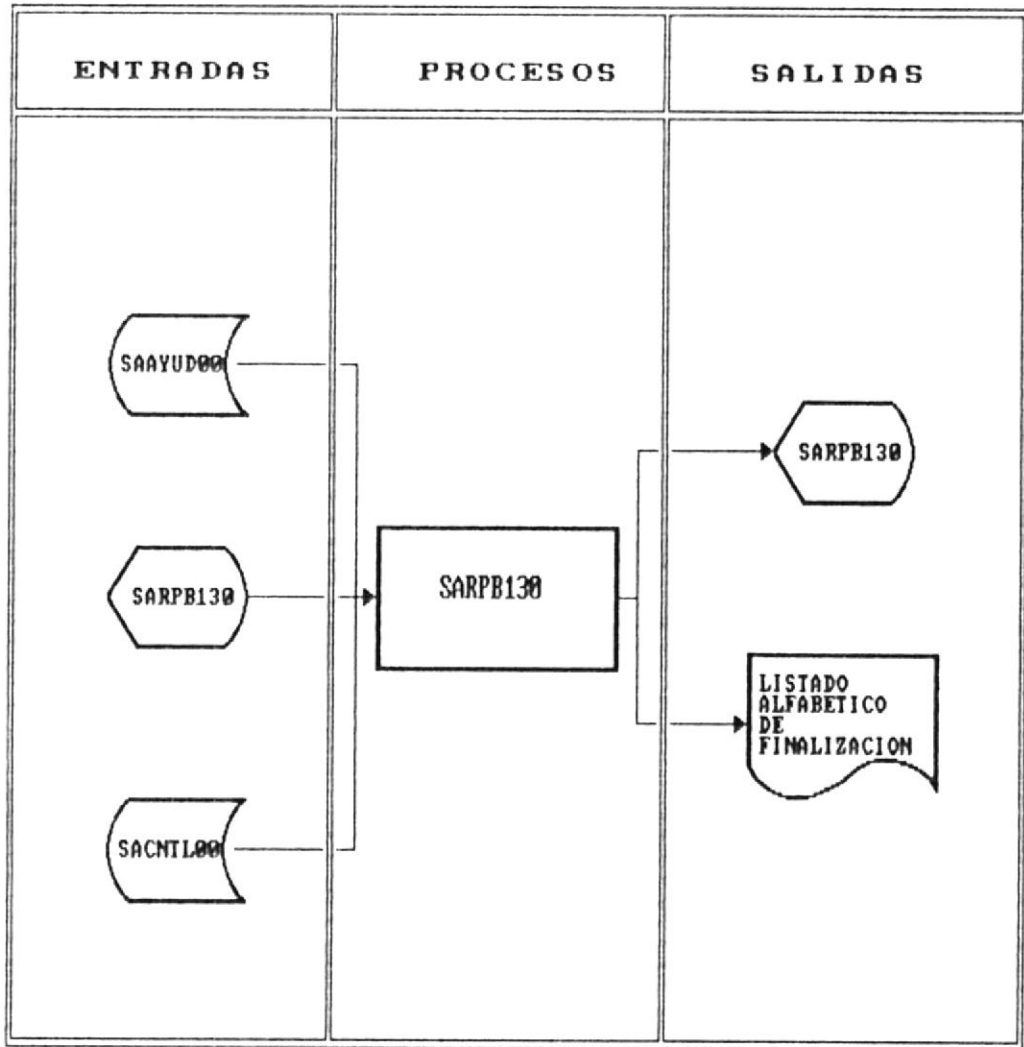 ENTRADAS
PROCESOS
SALIDAS
SAAYUD00
SARPB130
SARPB130
SARPB130
LISTADO
ALFABETICO
DE
FINALIZACION
SACNTL00